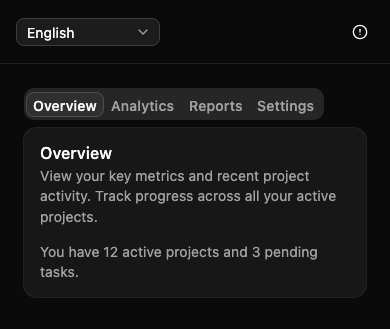 English
Overview Analytics Reports Settings
Overview
View your key metrics and recent project
activity. Track progress across all your active
projects.
You have 12 active projects and 3 pending
tasks.